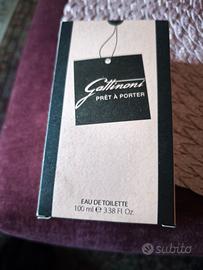 Gattinoni
PRÊT À PORTER
EAU DE TOILETTE
100 ml e 3.38 Fl. Oz.
subito